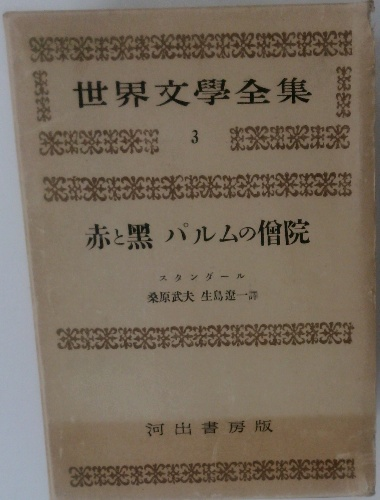 世界文學全集
3
赤と黑 パルムの僧院
スタンダール
桑原武夫 生島遼一譯
河出書房版